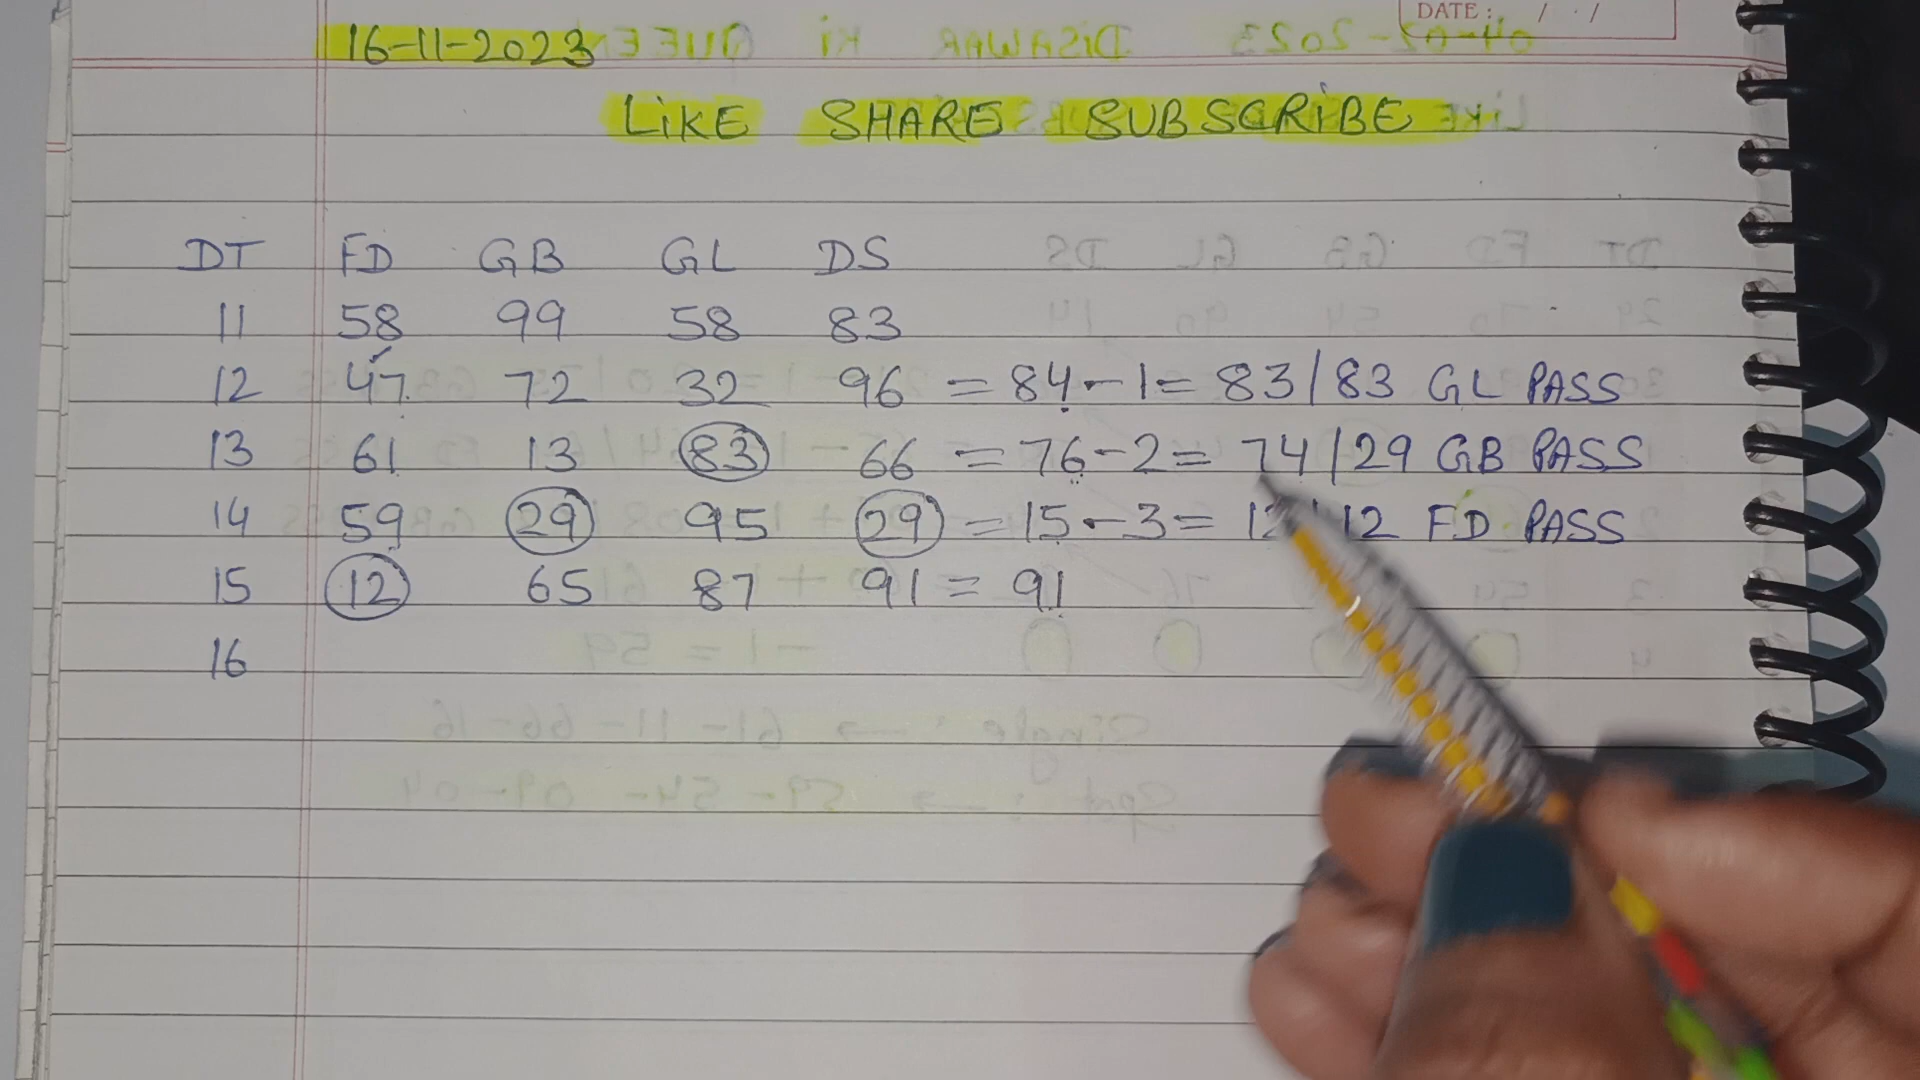 DATE: / /
16-11-2023
LiKE SHARE SUBSCRiBE
DT FD GB GL DS
11 58 99 58 83
12 47 72 32 96 = 84-1= 83/83 GL PASS
13 61 13 83 66 = 76-2= 74/29 GB PASS
14 59 29 95 29 =15-3= 12/12 FD PASS
15 12 65 87 91 = 91
16